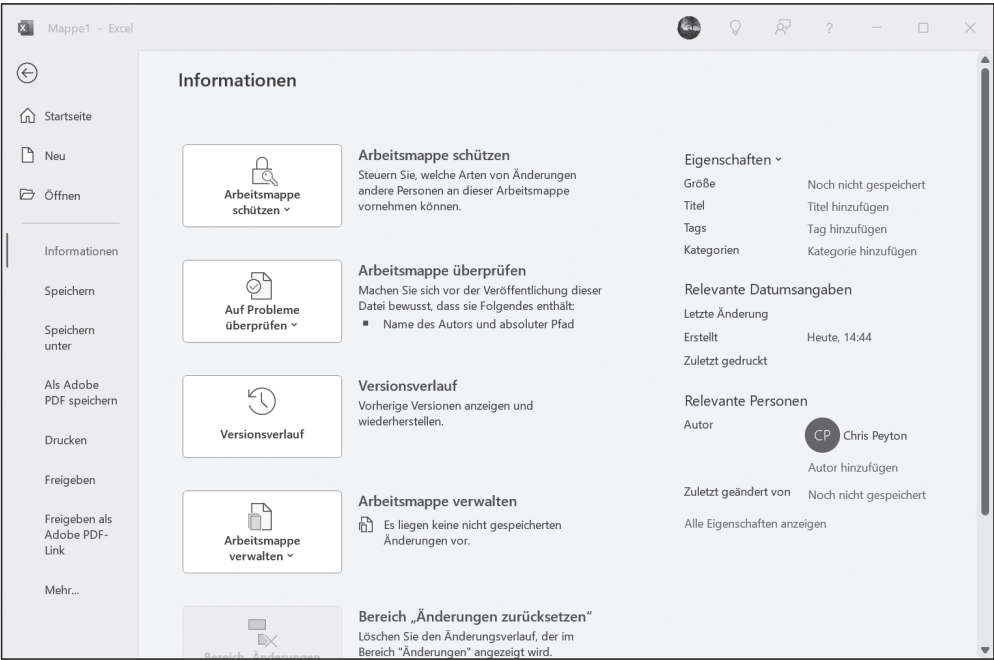 Mappe1 - Excel
Informationen
Startseite
Neu
Öffnen
Informationen
Speichern
Speichern
unter
Als Adobe
PDF speichern
Drucken
Freigeben
Freigeben als
Adobe PDF-
Link
Mehr...
Arbeitsmappe
schützen
Arbeitsmappe schützen
Steuern Sie, welche Arten von Änderungen
andere Personen an dieser Arbeitsmappe
vornehmen können.
Auf Probleme
überprüfen
Arbeitsmappe überprüfen
Machen Sie sich vor der Veröffentlichung dieser
Datei bewusst, dass sie Folgendes enthält:
▪ Name des Autors und absoluter Pfad
Versionsverlauf
Versionsverlauf
Vorherige Versionen anzeigen und
wiederherstellen.
Arbeitsmappe
verwalten
Arbeitsmappe verwalten
Es liegen keine nicht gespeicherten
Änderungen vor.
Bereich „Änderungen
Bereich „Änderungen zurücksetzen“
Löschen Sie den Änderungsverlauf, der im
Bereich "Änderungen" angezeigt wird.
Eigenschaften
Größe Noch nicht gespeichert
Titel Titel hinzufügen
Tags Tag hinzufügen
Kategorien Kategorie hinzufügen
Relevante Datumsangaben
Letzte Änderung
Erstellt Heute, 14:44
Zuletzt gedruckt
Relevante Personen
Autor
CP Chris Peyton
Autor hinzufügen
Zuletzt geändert von Noch nicht gespeichert
Alle Eigenschaften anzeigen